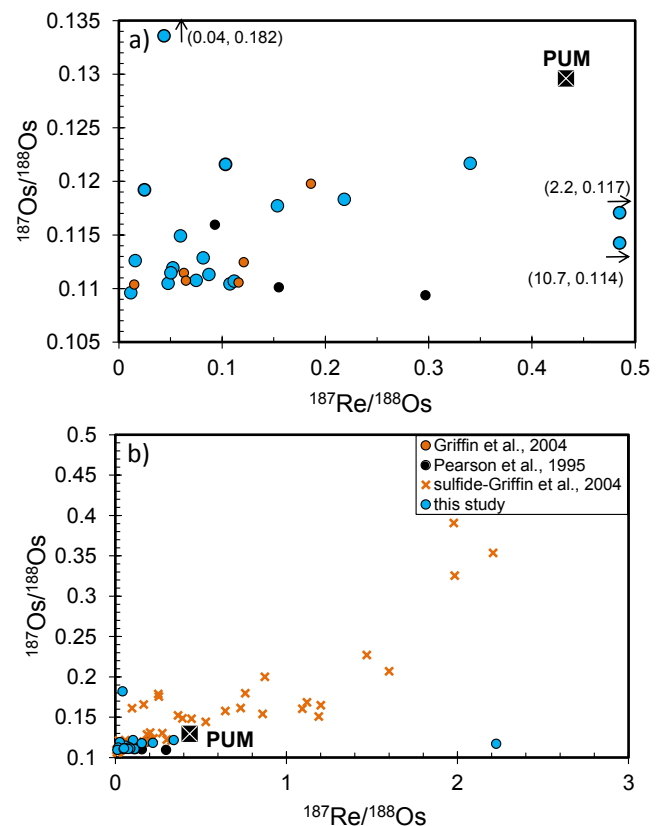 a)
(0.04, 0.182)
PUM
(2.2, 0.117)
(10.7, 0.114)
0.135
0.13
0.125
0.12
0.115
0.11
0.105
¹⁸⁷Os/¹⁸⁸Os
0 0.1 0.2 0.3 0.4 0.5
¹⁸⁷Re/¹⁸⁸Os
b)
Griffin et al., 2004
Pearson et al., 1995
sulfide-Griffin et al., 2004
this study
PUM
0.5
0.45
0.4
0.35
0.3
0.25
0.2
0.15
0.1
¹⁸⁷Os/¹⁸⁸Os
0 1 2 3
¹⁸⁷Re/¹⁸⁸Os